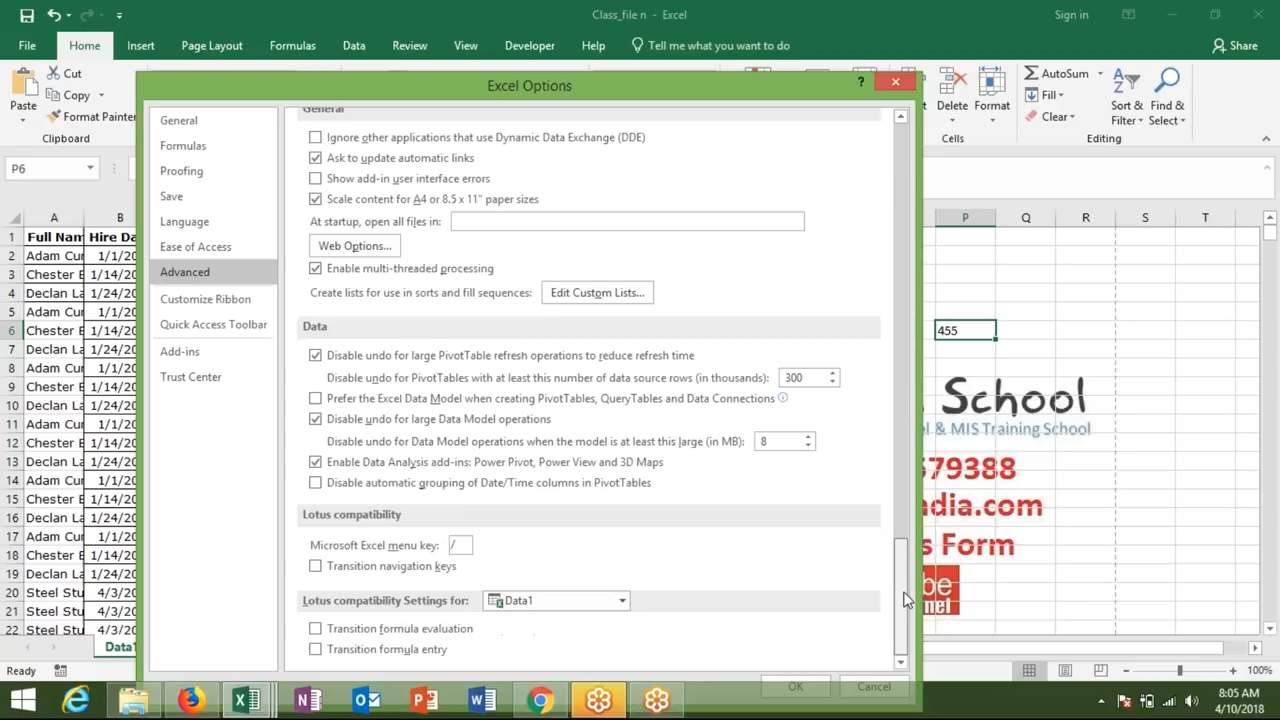 Class_file n - Excel
Sign in
File Home Insert Page Layout Formulas Data Review View Developer Help Tell me what you want to do Share
Cut
Copy
Format Painter
Paste
Clipboard
Delete Format
Cells
AutoSum
Fill
Clear
Sort & Filter
Find & Select
Editing
Excel Options
?
P6
General
Formulas
Proofing
Save
Language
Ease of Access
Advanced
Customize Ribbon
Quick Access Toolbar
Add-ins
Trust Center
General
Ignore other applications that use Dynamic Data Exchange (DDE)
Ask to update automatic links
Show add-in user interface errors
Scale content for A4 or 8.5 x 11" paper sizes
At startup, open all files in:
Web Options...
Enable multi-threaded processing
Create lists for use in sorts and fill sequences: Edit Custom Lists...
Data
Disable undo for large PivotTable refresh operations to reduce refresh time
Disable undo for PivotTables with at least this number of data source rows (in thousands): 300
Prefer the Excel Data Model when creating PivotTables, QueryTables and Data Connections
Disable undo for large Data Model operations
Disable undo for Data Model operations when the model is at least this large (in MB): 8
Enable Data Analysis add-ins: Power Pivot, Power View and 3D Maps
Disable automatic grouping of Date/Time columns in PivotTables
Lotus compatibility
Microsoft Excel menu key: /
Transition navigation keys
Lotus compatibility Settings for: Data1
Transition formula evaluation
Transition formula entry
OK Cancel
A B P Q R S T
1 Full Nam Hire Da
2 Adam Cur 1/1/20
3 Chester B 1/14/20
4 Declan La 1/24/20
5 Adam Cur 1/1/20
6 Chester B 1/14/20 455
7 Declan La 1/24/20
8 Adam Cur 1/1/20
9 Chester B 1/14/20
10 Declan La 1/24/20
11 Adam Cur 1/1/20
12 Chester B 1/14/20
13 Declan La 1/24/20
14 Adam Cur 1/1/20
15 Chester B 1/14/20
16 Declan La 1/24/20
17 Adam Cur 1/1/20
18 Chester B 1/14/20
19 Declan La 1/24/20
20 Steel Stu 4/3/20
21 Steel Stu 4/3/20
22 Steel Stu 4/3/20
School
el & MIS Training School
579388
dia.com
s Form
be
net
Data1
Ready
100%
8:05 AM
4/10/2018